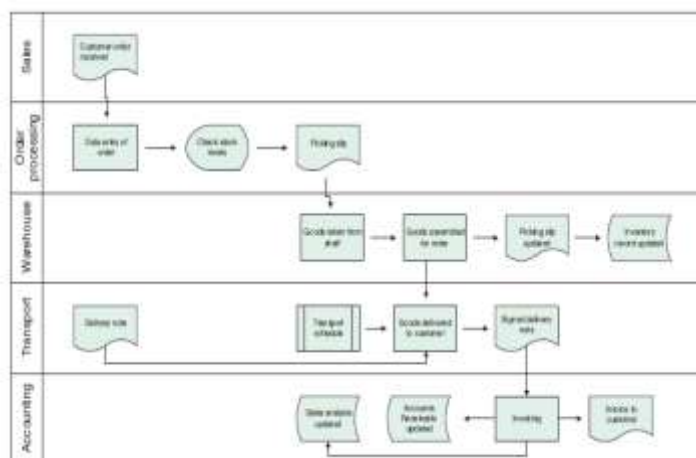 Sales
Customer order
received
Order
processing
Data entry of
order
Check stock
levels
Picking slip
Warehouse
Goods taken from
shelf
Goods assembled
for order
Picking slip
updated
Inventory
record updated
Transport
Delivery note
Transport
schedule
Goods delivered
to customer
Signed delivery
note
Accounting
Sales analysis
updated
Accounts
Receivable
updated
Invoicing
Invoice to
customer